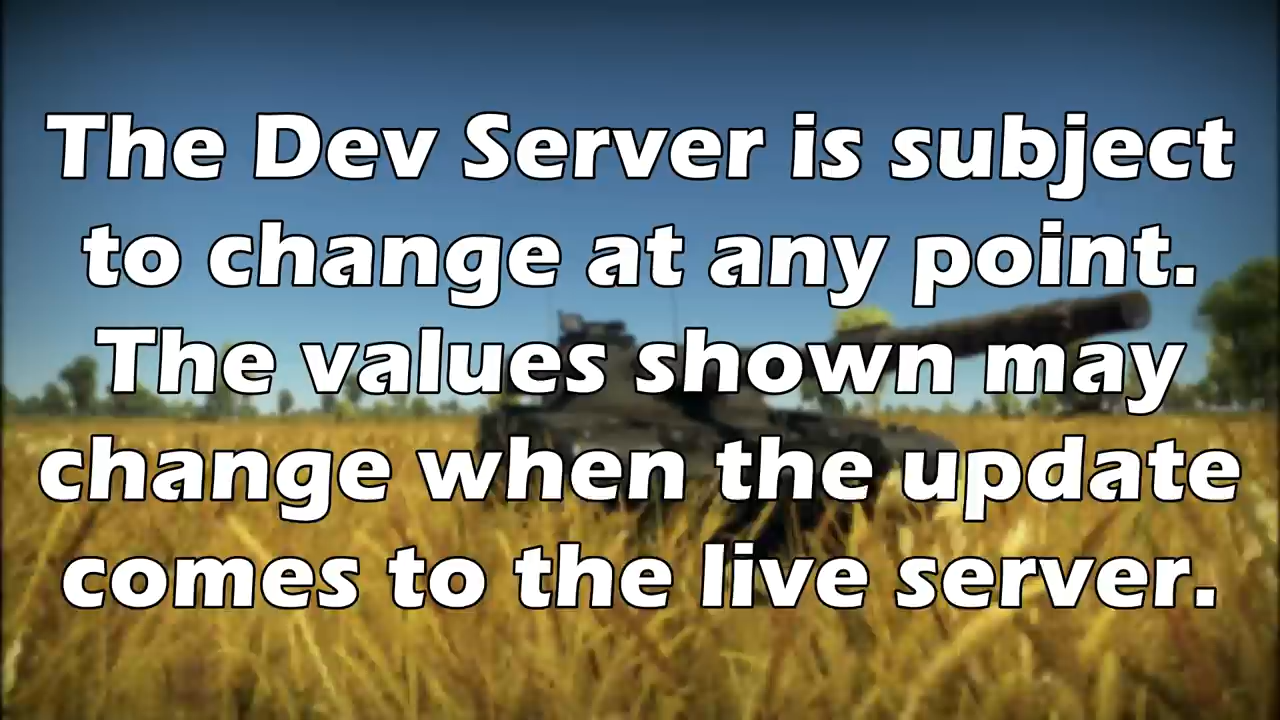 The Dev Server is subject
to change at any point.
The values shown may
change when the update
comes to the live server.